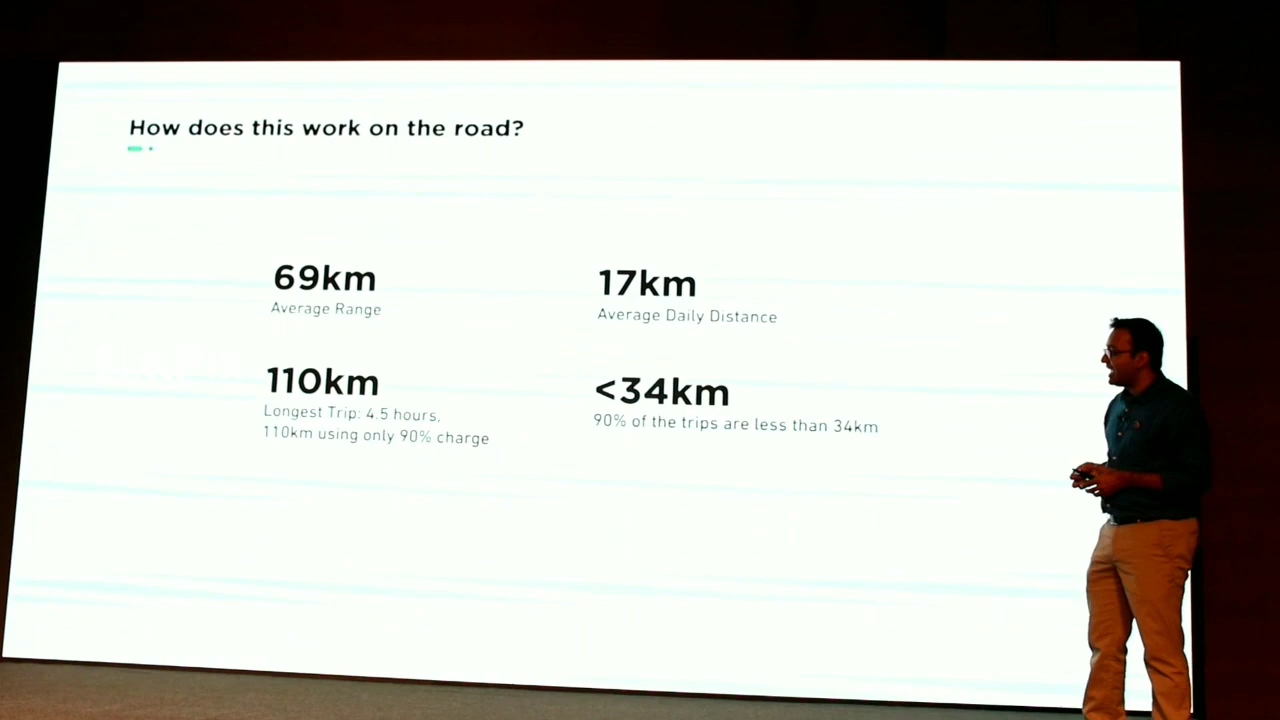 How does this work on the road?
69km
Average Range
17km
Average Daily Distance
110km
Longest Trip: 4.5 hours,
110km using only 90% charge
<34km
90% of the trips are less than 34km